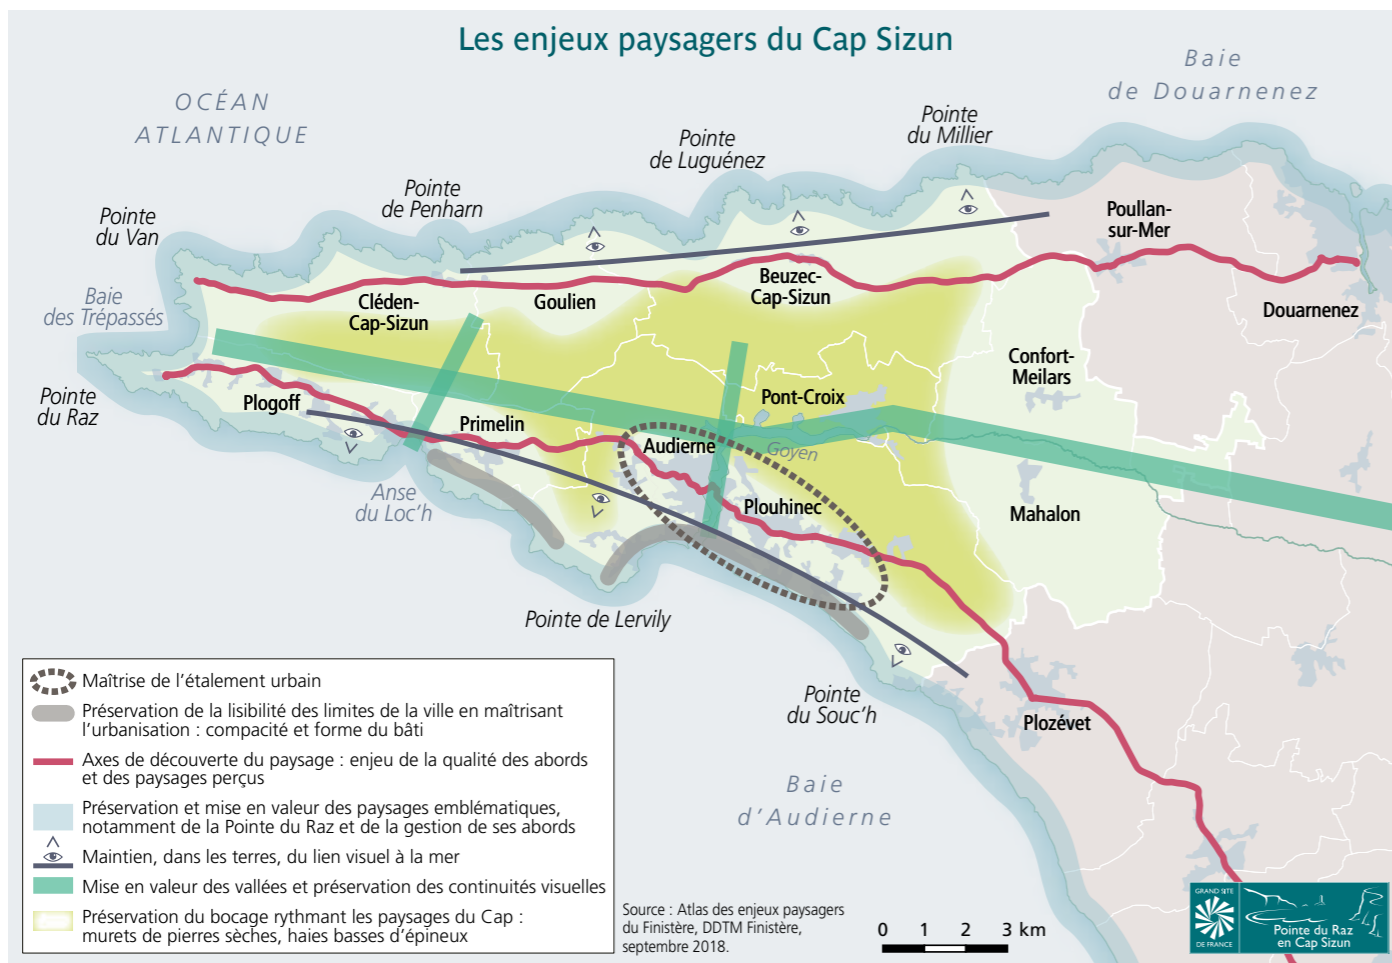 Les enjeux paysagers du Cap Sizun
OCÉAN
ATLANTIQUE
Baie
de Douarnenez
Pointe
du Millier
Pointe
de Luguénez
Pointe
de Penharn
Pointe
du Van
Baie
des Trépassés
Pointe
du Raz
Poullan-
sur-Mer
Douarnenez
Beuzec-
Cap-Sizun
Goulien
Cléden-
Cap-Sizun
Confort-
Meilars
Pont-Croix
Plogoff
Primelin
Audierne
Goyen
Plouhinec
Mahalon
Anse
du Loc'h
Pointe de Lervily
Pointe
du Souc'h
Plozévet
Baie
d'Audierne
Maîtrise de l'étalement urbain
Préservation de la lisibilité des limites de la ville en maîtrisant
l'urbanisation : compacité et forme du bâti
Axes de découverte du paysage : enjeu de la qualité des abords
et des paysages perçus
Préservation et mise en valeur des paysages emblématiques,
notamment de la Pointe du Raz et de la gestion de ses abords
Maintien, dans les terres, du lien visuel à la mer
Mise en valeur des vallées et préservation des continuités visuelles
Préservation du bocage rythmant les paysages du Cap :
murets de pierres sèches, haies basses d'épineux
Source : Atlas des enjeux paysagers
du Finistère, DDTM Finistère,
septembre 2018.
0 1 2 3 km
GRAND SITE
DE FRANCE
Pointe du Raz
en Cap Sizun